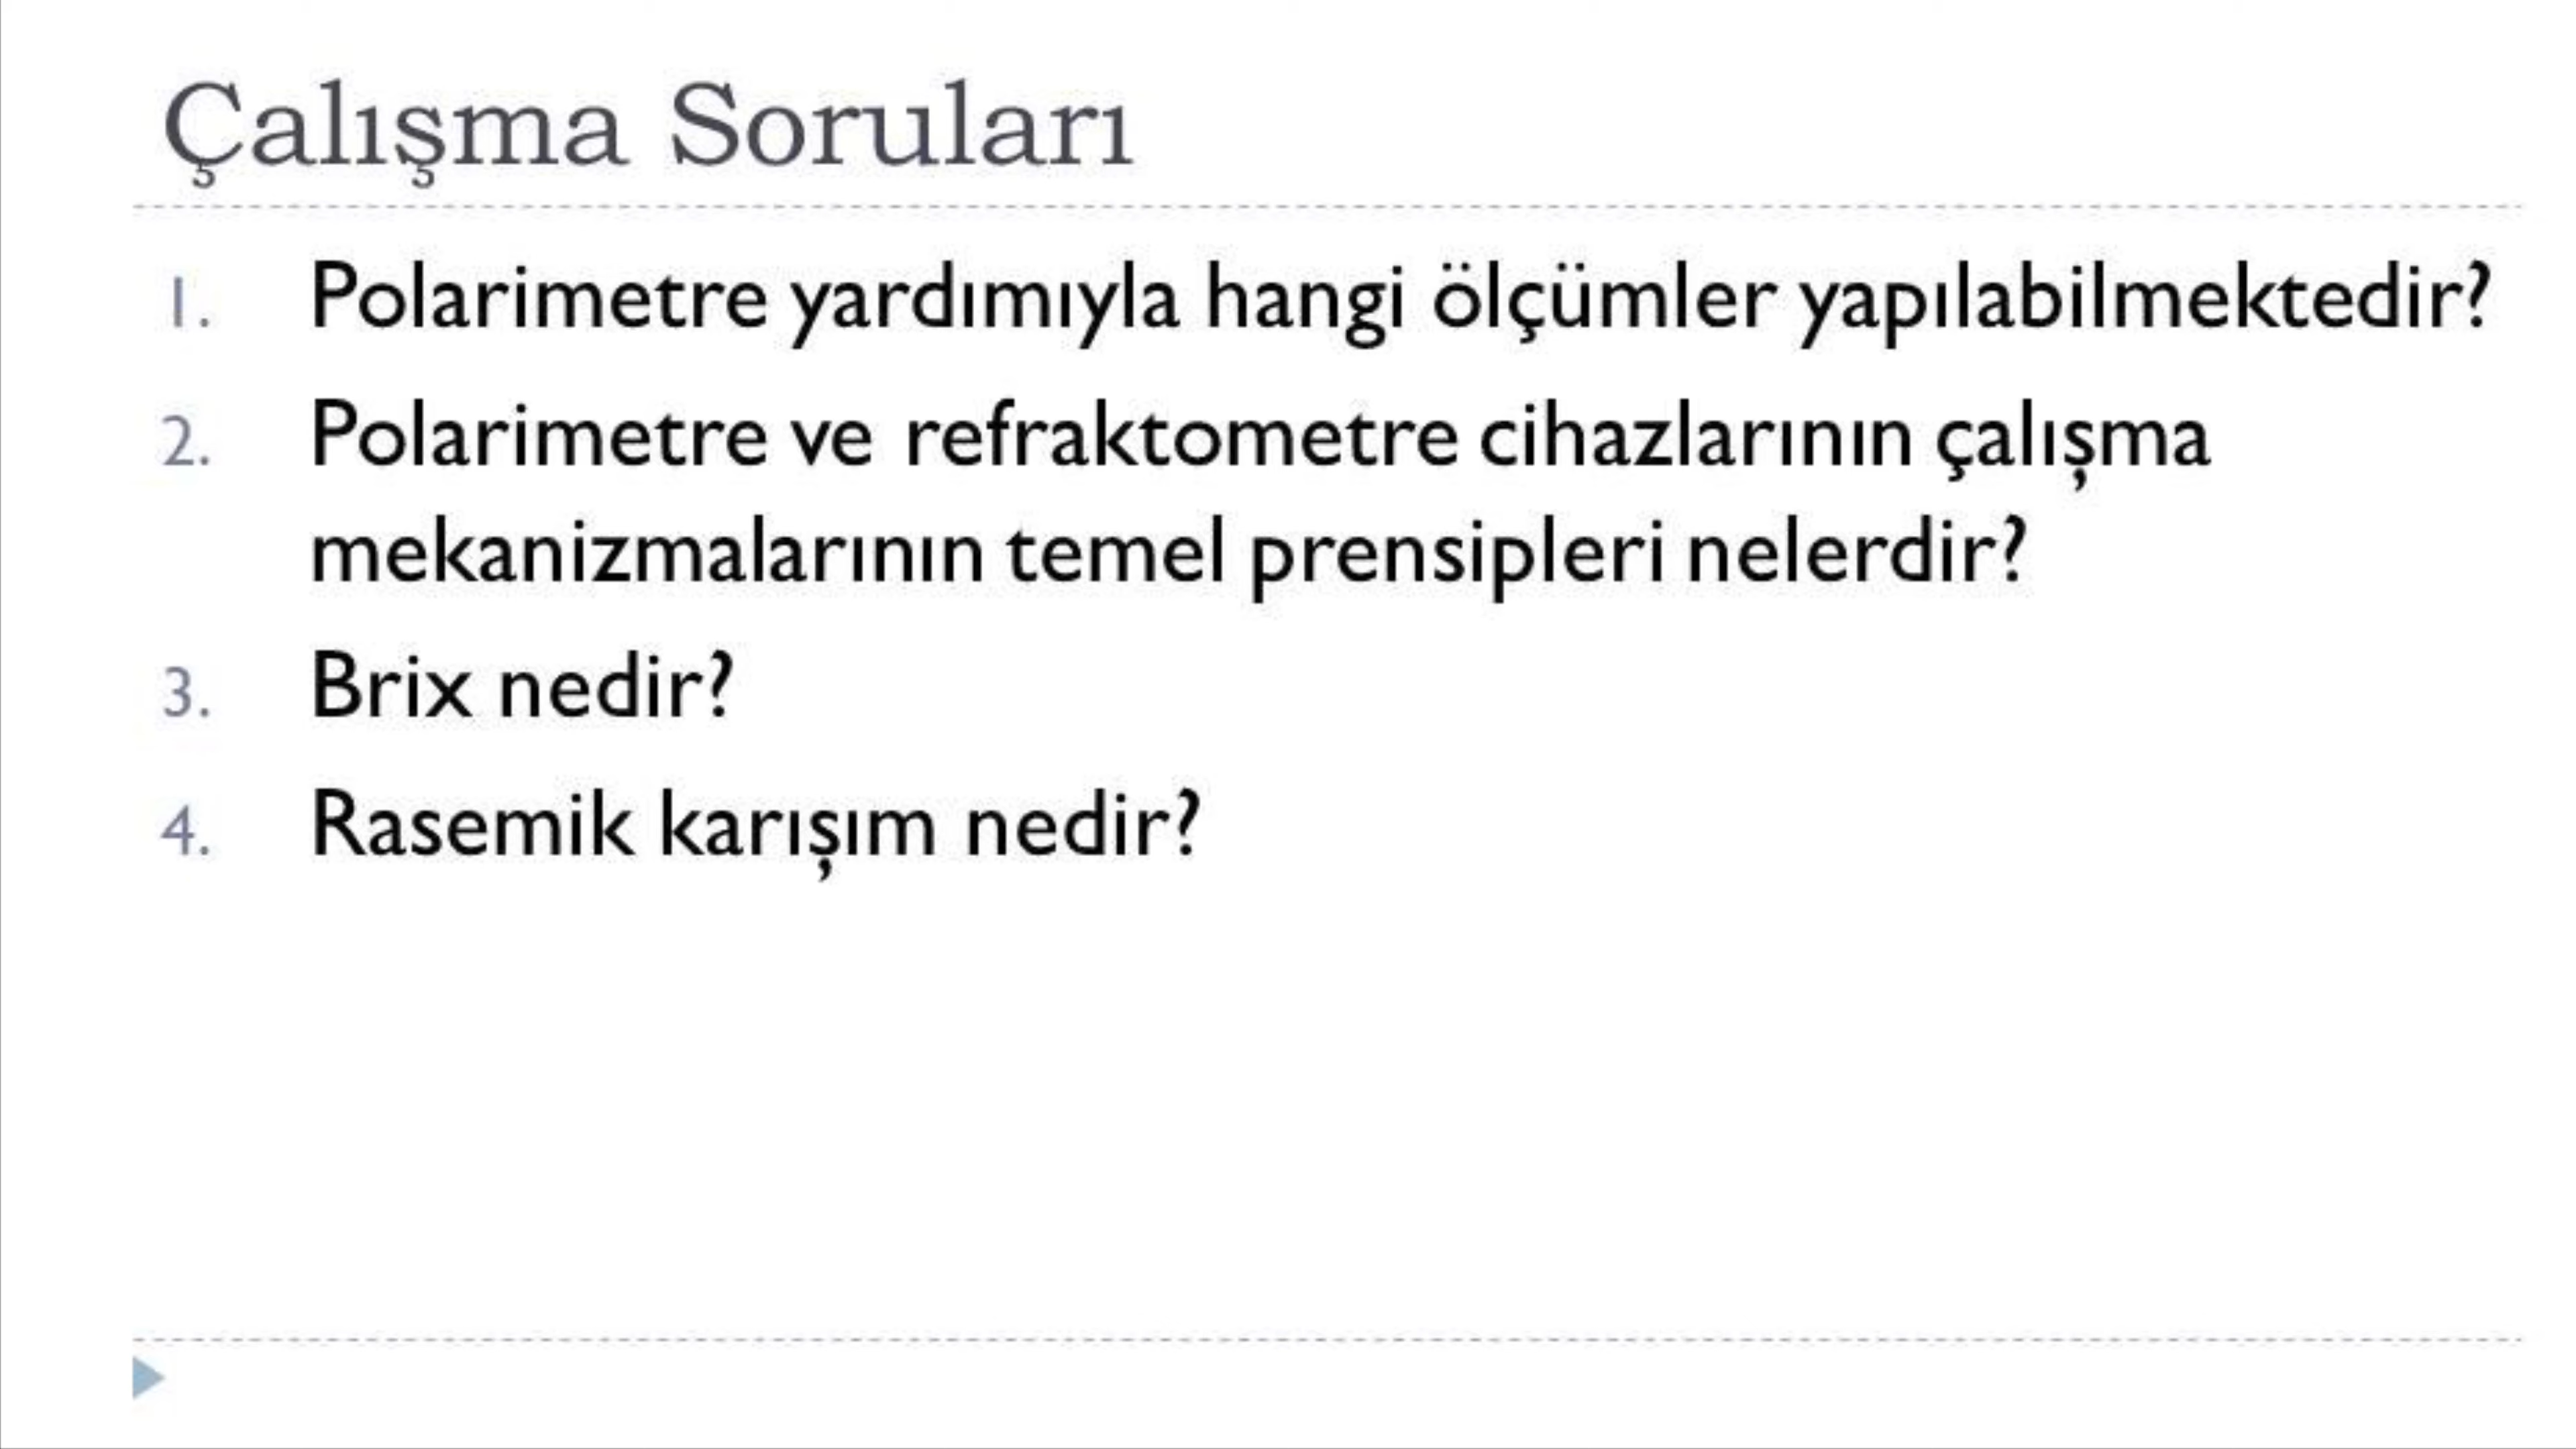 Çalışma Soruları
1. Polarimetre yardımıyla hangi ölçümler yapılabilmektedir?
2. Polarimetre ve refraktometre cihazlarının çalışma
mekanizmalarının temel prensipleri nelerdir?
3. Brix nedir?
4. Rasemik karışım nedir?